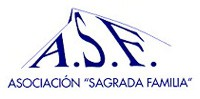 A.S.F.
ASOCIACIÓN “SAGRADA FAMILIA”